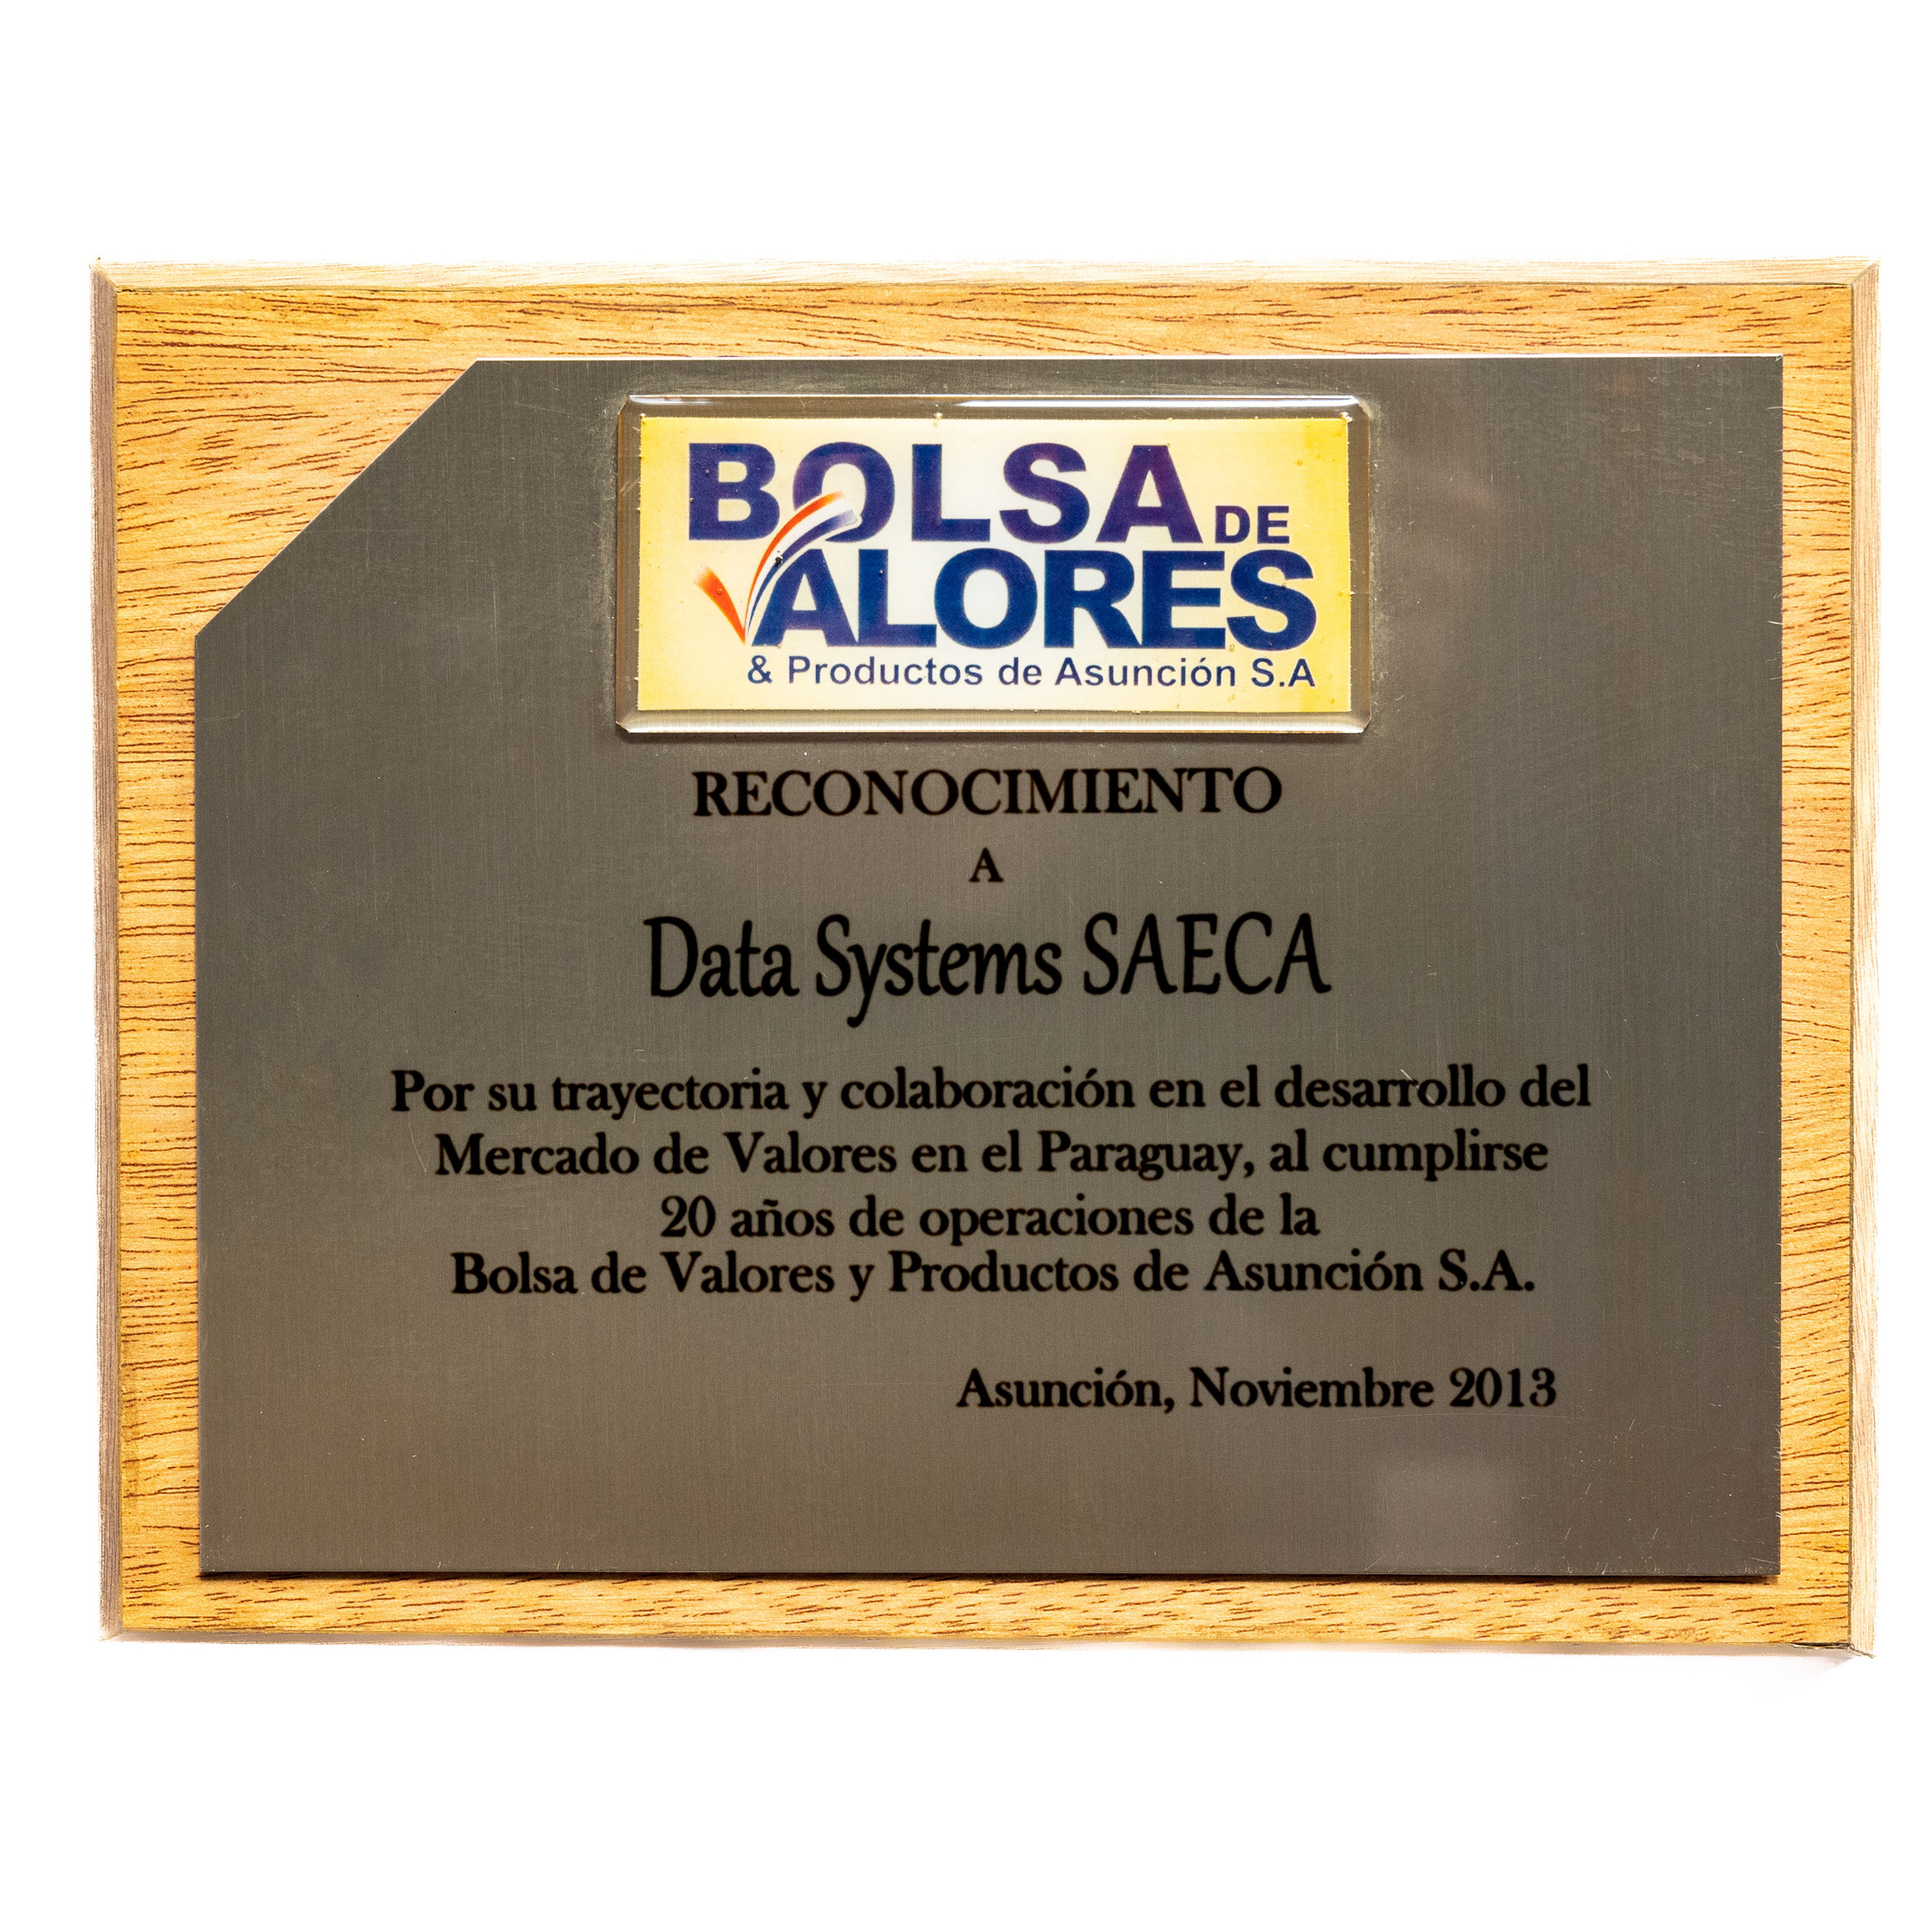 BOLSA DE
VALORES
& Productos de Asunción S.A
RECONOCIMIENTO
A
Data Systems SAECA
Por su trayectoria y colaboración en el desarrollo del
Mercado de Valores en el Paraguay, al cumplirse
20 años de operaciones de la
Bolsa de Valores y Productos de Asunción S.A.
Asunción, Noviembre 2013